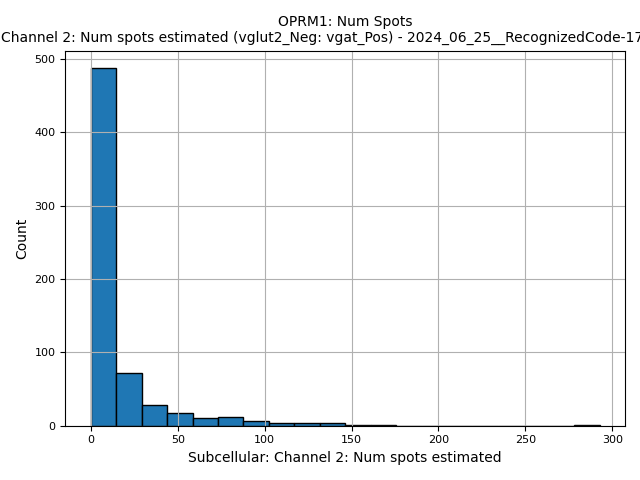 OPRM1: Num Spots
Channel 2: Num spots estimated (vglut2_Neg: vgat_Pos) - 2024_06_25__RecognizedCode-17
500
400
300
200
100
0
Count
0 50 100 150 200 250 300
Subcellular: Channel 2: Num spots estimated